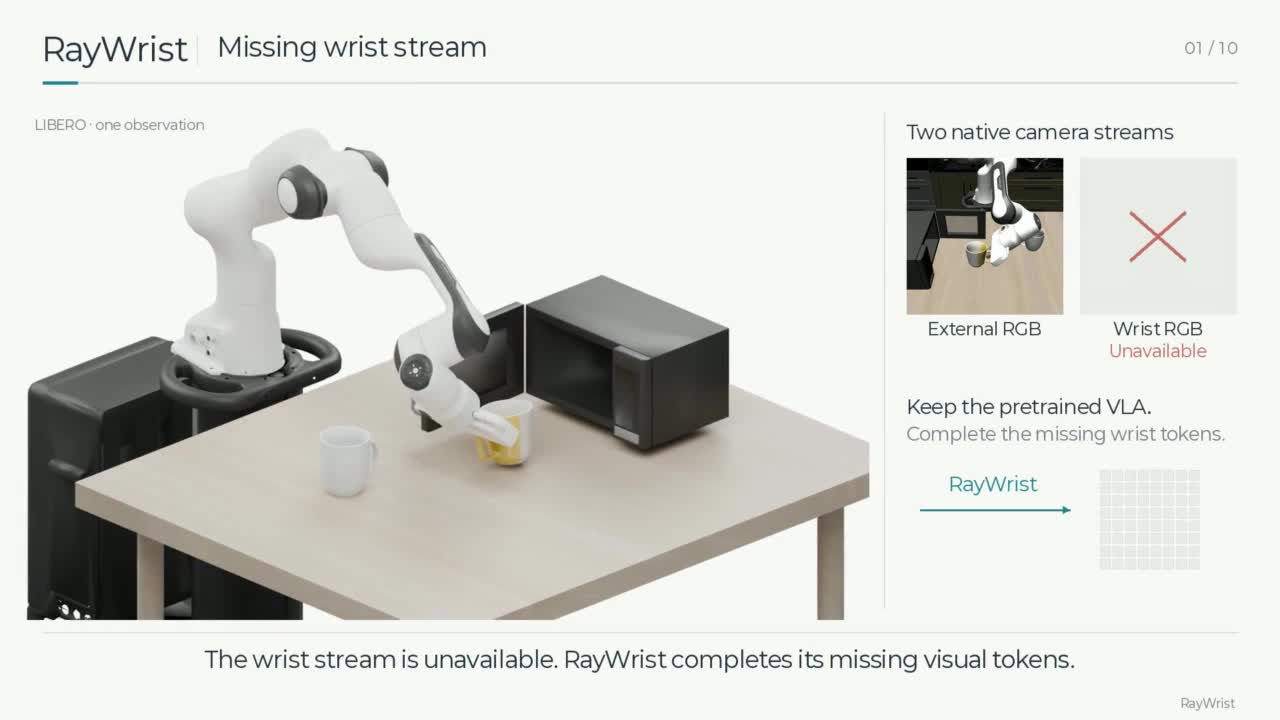 RayWrist
Missing wrist stream
01 / 10
LIBERO · one observation
Two native camera streams
External RGB
Wrist RGB
Unavailable
Keep the pretrained VLA.
Complete the missing wrist tokens.
RayWrist
The wrist stream is unavailable. RayWrist completes its missing visual tokens.
RayWrist